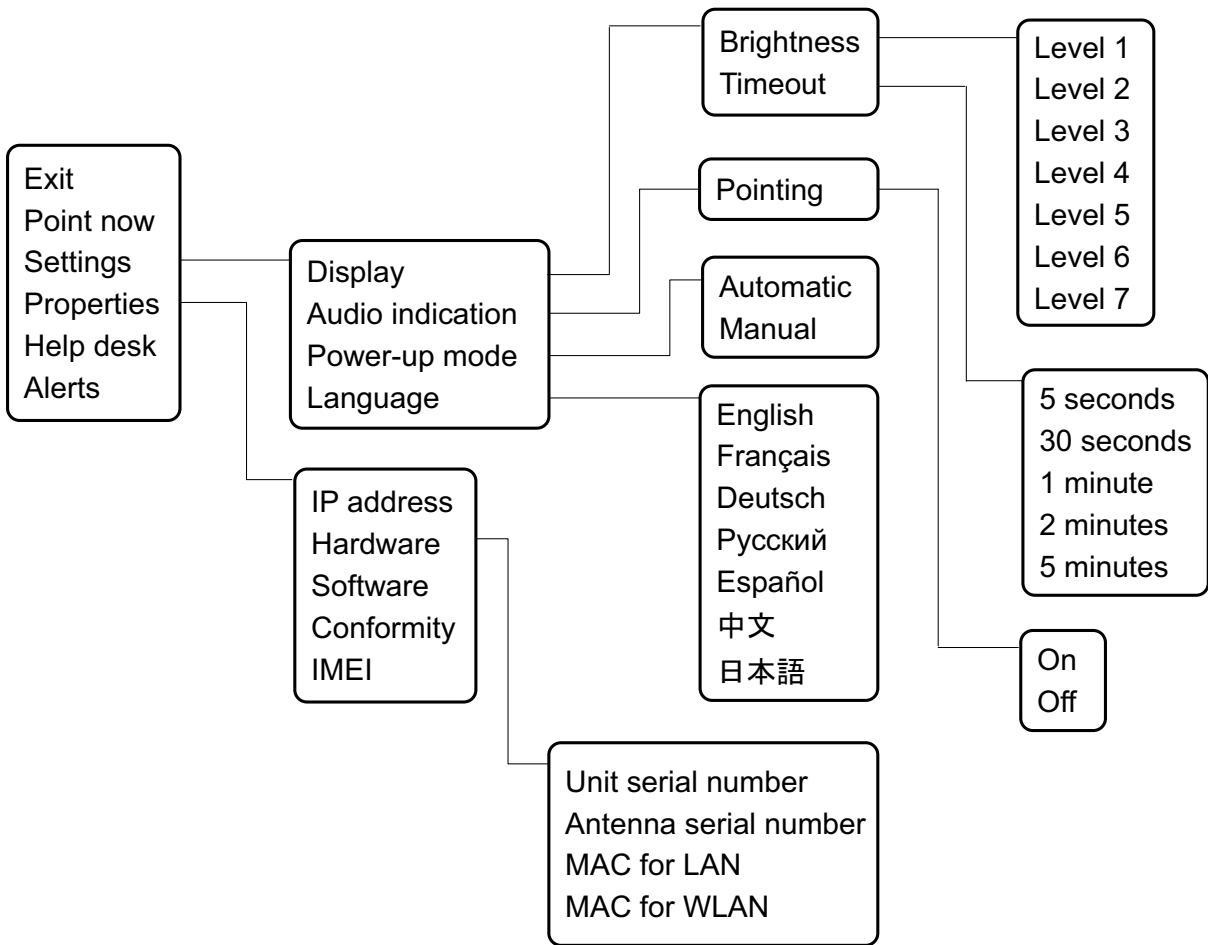 Exit
Point now
Settings
Properties
Help desk
Alerts
Display
Audio indication
Power-up mode
Language
IP address
Hardware
Software
Conformity
IMEI
Brightness
Timeout
Pointing
Automatic
Manual
English
Français
Deutsch
Русский
Español
中文
日本語
Unit serial number
Antenna serial number
MAC for LAN
MAC for WLAN
Level 1
Level 2
Level 3
Level 4
Level 5
Level 6
Level 7
5 seconds
30 seconds
1 minute
2 minutes
5 minutes
On
Off